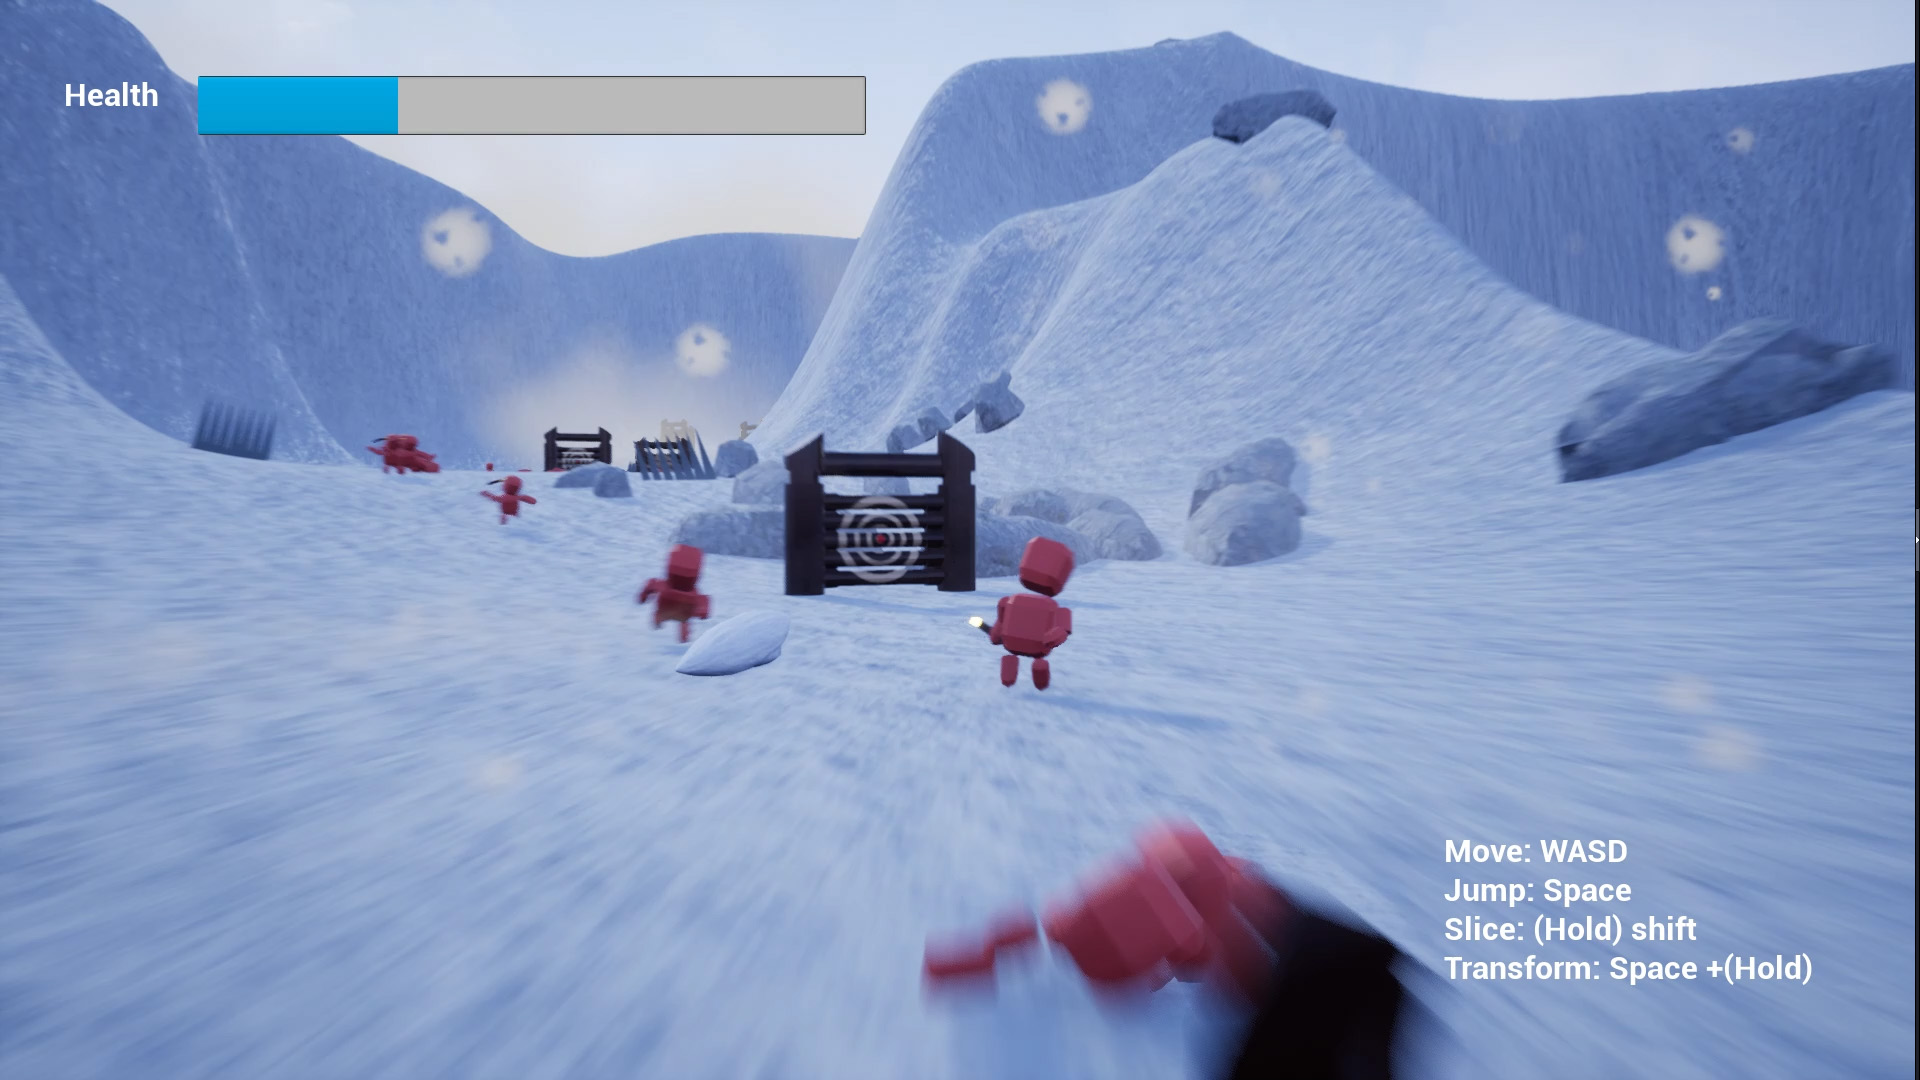 Health
Move: WASD
Jump: Space
Slice: (Hold) shift
Transform: Space +(Hold)